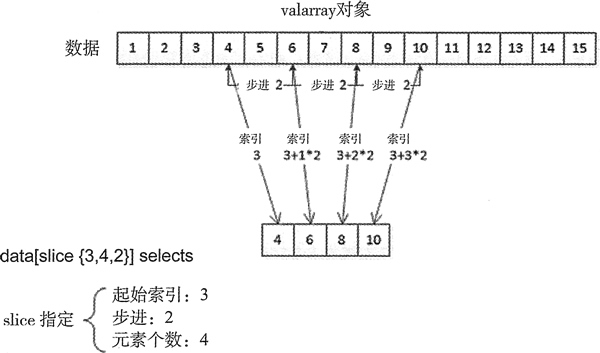 valarray对象
数据 1 2 3 4 5 6 7 8 9 10 11 12 13 14 15
步进 2 步进 2 步进 2
索引 索引 索引 索引
3 3+1*2 3+2*2 3+3*2
4 6 8 10
data[slice {3,4,2}] selects
起始索引：3
slice 指定 步进：2
元素个数：4